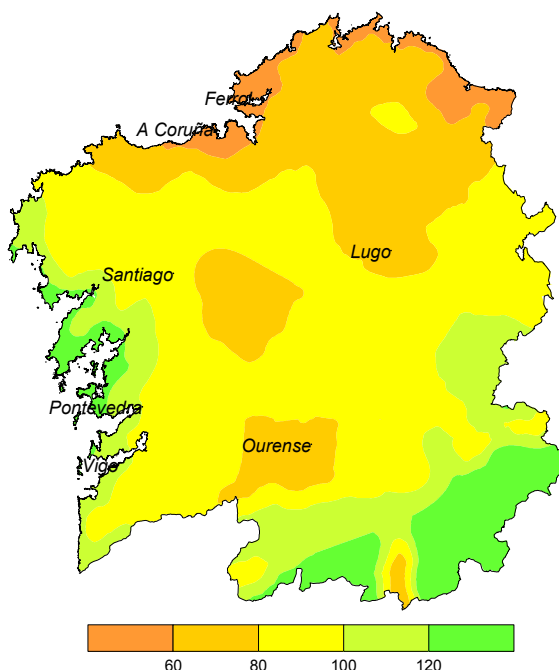 Ferrol
A Coruña
Lugo
Santiago
Pontevedra
Ourense
Vigo
60 80 100 120